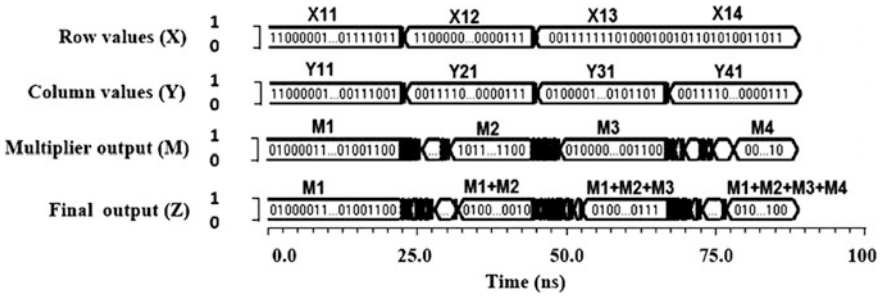 X11 X12 X13 X14
Row values (X) 1 0 11000001...01111011 1100000...0000111 00111111110100010010110101001 1011
Y11 Y21 Y31 Y41
Column values (Y) 1 0 11000001...00111001 0011110...0000111 0100001...0101101 0011110...0000111
M1 M2 M3 M4
Multiplier output (M) 1 0 01000011...01001100 ... 1011...1100 010000...001100 00...10
M1 M1+M2 M1+M2+M3 M1+M2+M3+M4
Final output (Z) 1 0 01000011...01001100 ... 0100...0010 0100...0111 ... 010...100
0.0 25.0 50.0 75.0 100
Time (ns)